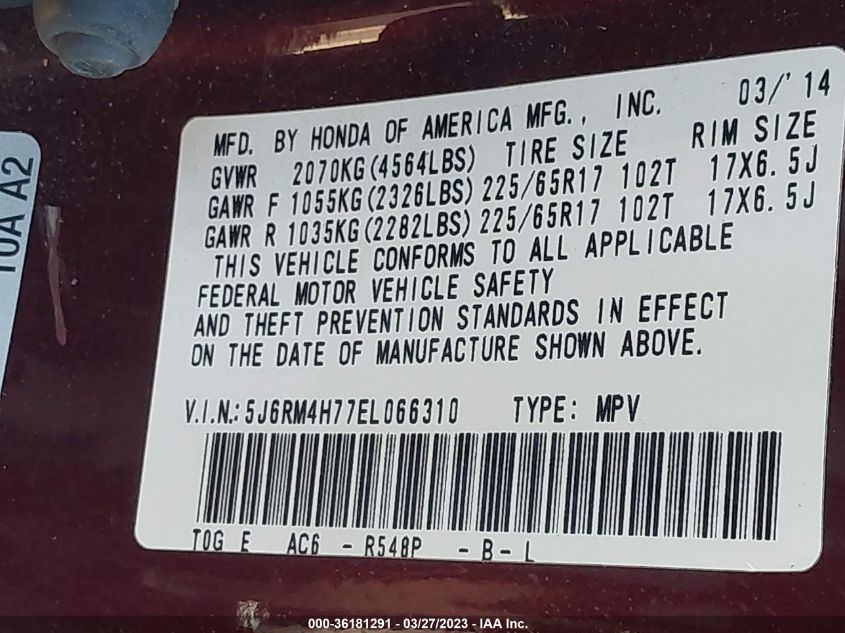 MFD. BY HONDA OF AMERICA MFG., INC. 03/'14
GVWR 2070KG(4564LBS) TIRE SIZE RIM SIZE
GAWR F 1055KG(2326LBS) 225/65R17 102T 17X6.5J
GAWR R 1035KG(2282LBS) 225/65R17 102T 17X6.5J
THIS VEHICLE CONFORMS TO ALL APPLICABLE
FEDERAL MOTOR VEHICLE SAFETY
AND THEFT PREVENTION STANDARDS IN EFFECT
ON THE DATE OF MANUFACTURE SHOWN ABOVE.
V.I.N.: 5J6RM4H77EL066310 TYPE: MPV
TOG E AC6 - R548P - B - L
T0A A2
000-36181291 - 03/27/2023 - IAA Inc.